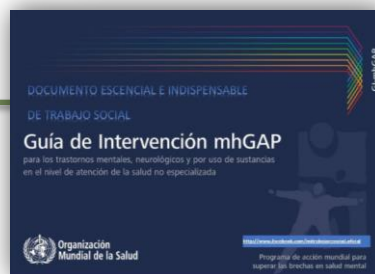 GI-mhGAP
DOCUMENTO ESCENCIAL E INDISPENSABLE
DE TRABAJO SOCIAL
Guía de Intervención mhGAP
para los trastornos mentales, neurológicos y por uso de sustancias
en el nivel de atención de la salud no especializada
Organización
Mundial de la Salud
Programa de acción mundial para
superar las brechas en salud mental